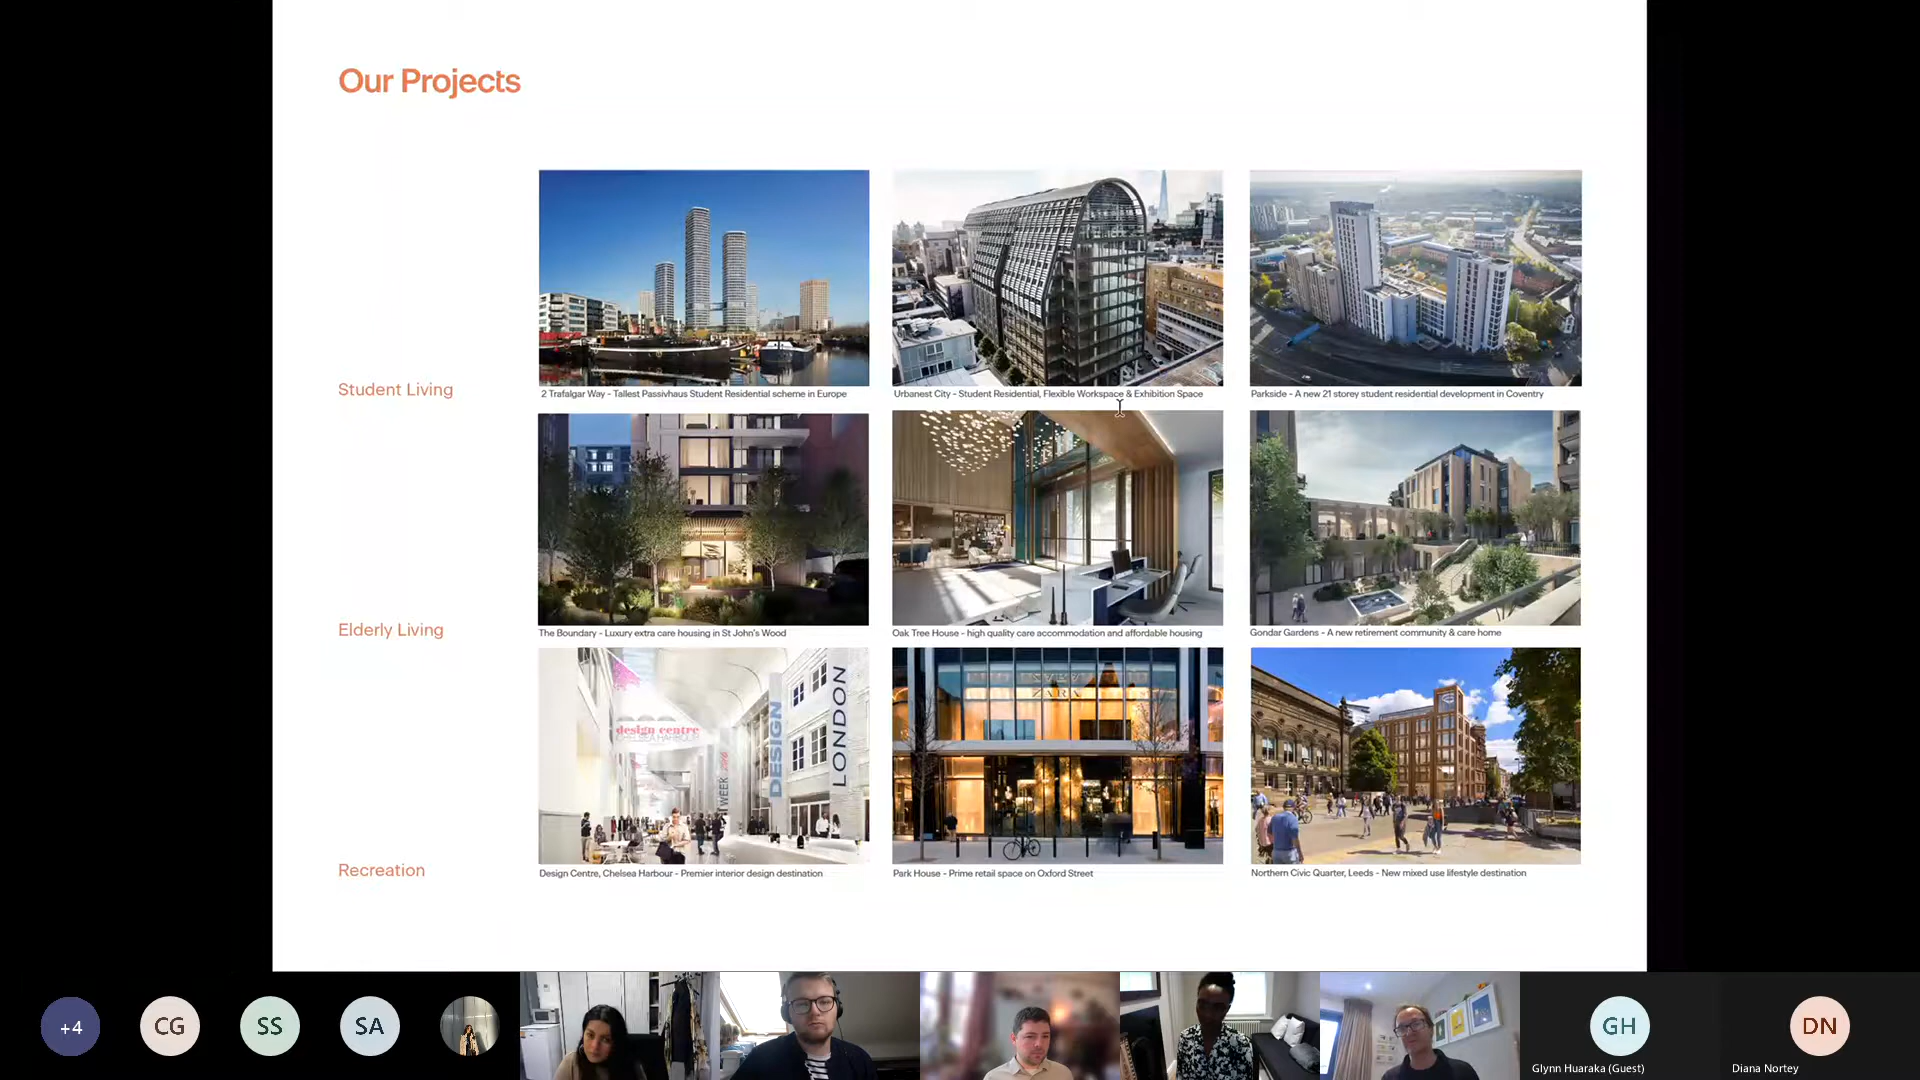 Our Projects
Student Living
2 Trafalgar Way - Tallest Passivhaus Student Residential scheme in Europe
Urbanest City - Student Residential, Flexible Workspace & Exhibition Space
Parkside - A new 21 storey student residential development in Coventry
Elderly Living
The Boundary - Luxury extra care housing in St John's Wood
Oak Tree House - high quality care accommodation and affordable housing
Gondar Gardens - A new retirement community & care home
design centre
CHELSEA HARBOUR
WEEK
DESIGN
LONDON
ZARA
Recreation
Design Centre, Chelsea Harbour - Premier interior design destination
Park House - Prime retail space on Oxford Street
Northern Civic Quarter, Leeds - New mixed use lifestyle destination
+4
CG
SS
SA
GH
DN
Glynn Huaraka (Guest)
Diana Nortey